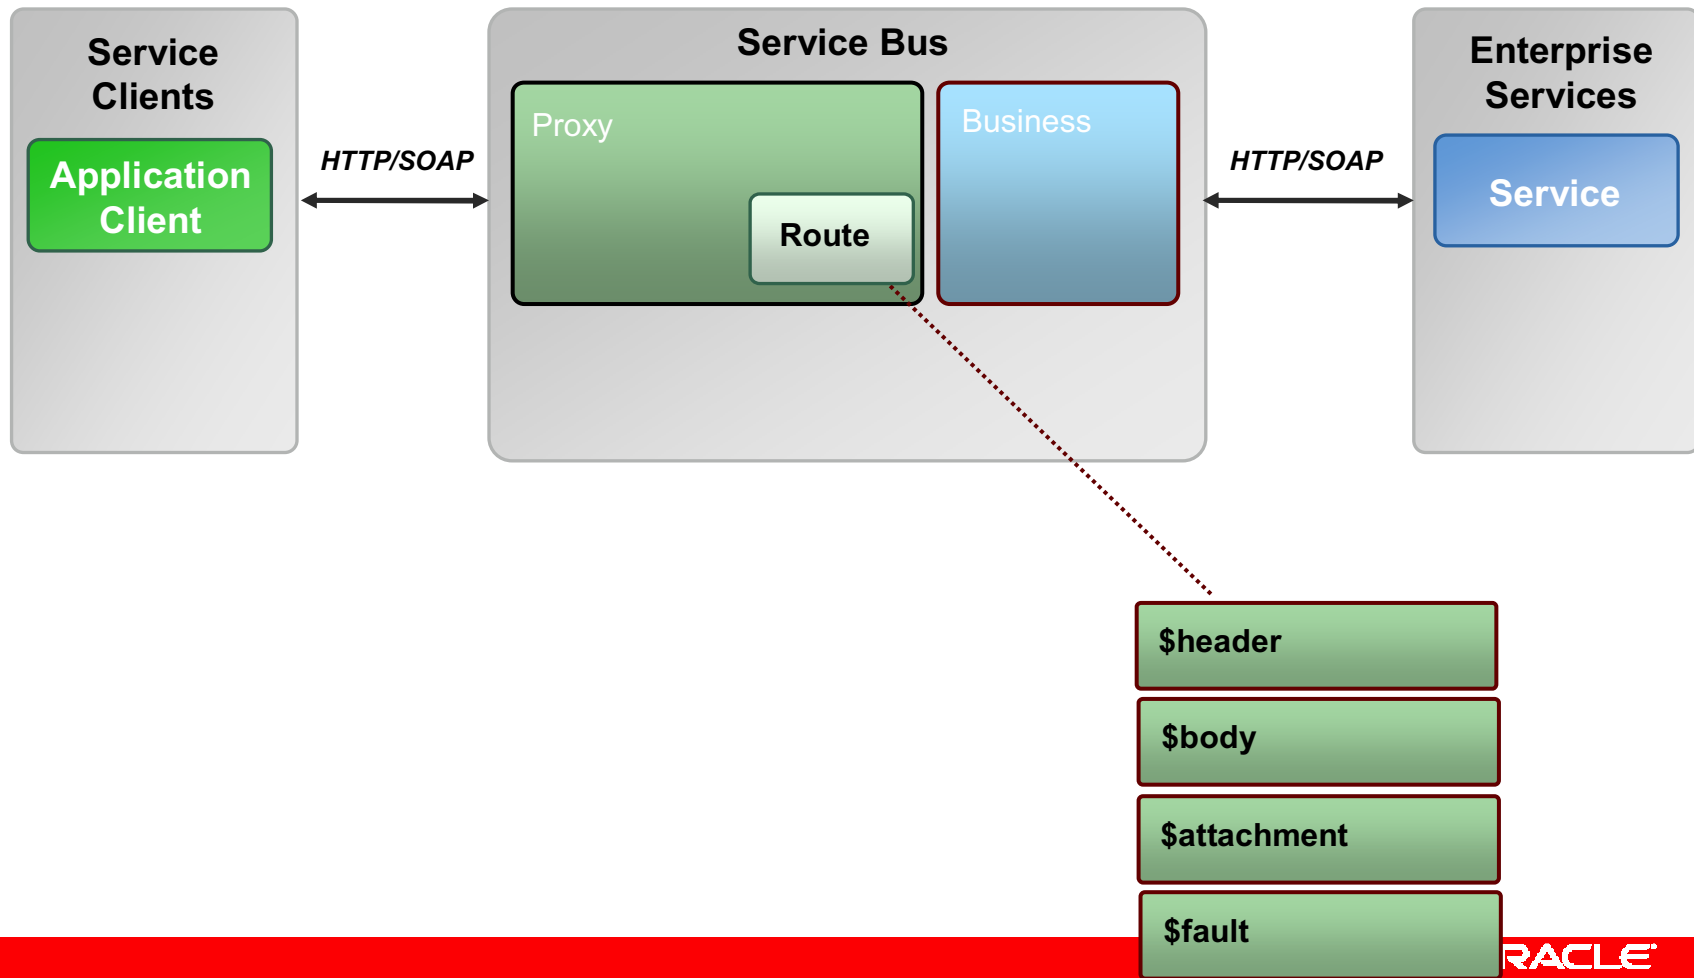 Service
Clients
Application
Client
HTTP/SOAP
Service Bus
Proxy
Route
Business
HTTP/SOAP
Enterprise
Services
Service
$header
$body
$attachment
$fault
RACLE